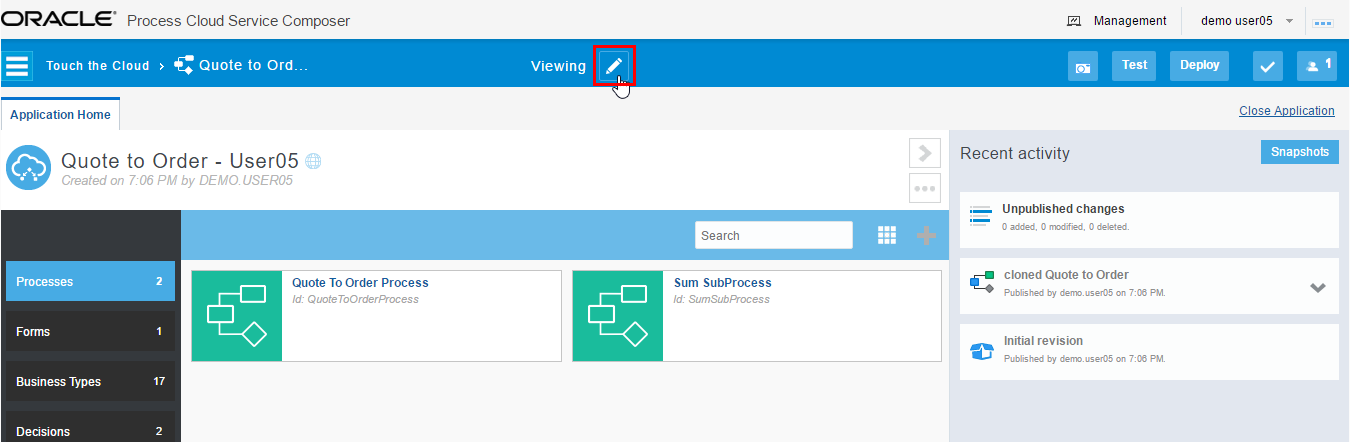 ORACLE® Process Cloud Service Composer
Management
demo user05
Touch the Cloud › Quote to Ord...
Viewing
Test
Deploy
1
Application Home
Close Application
Quote to Order - User05
Created on 7:06 PM by DEMO.USER05
Search
Processes 2
Forms 1
Business Types 17
Decisions 2
Quote To Order Process
Id: QuoteToOrderProcess
Sum SubProcess
Id: SumSubProcess
Recent activity
Snapshots
Unpublished changes
0 added, 0 modified, 0 deleted.
cloned Quote to Order
Published by demo.user05 on 7:06 PM.
Initial revision
Published by demo.user05 on 7:06 PM.